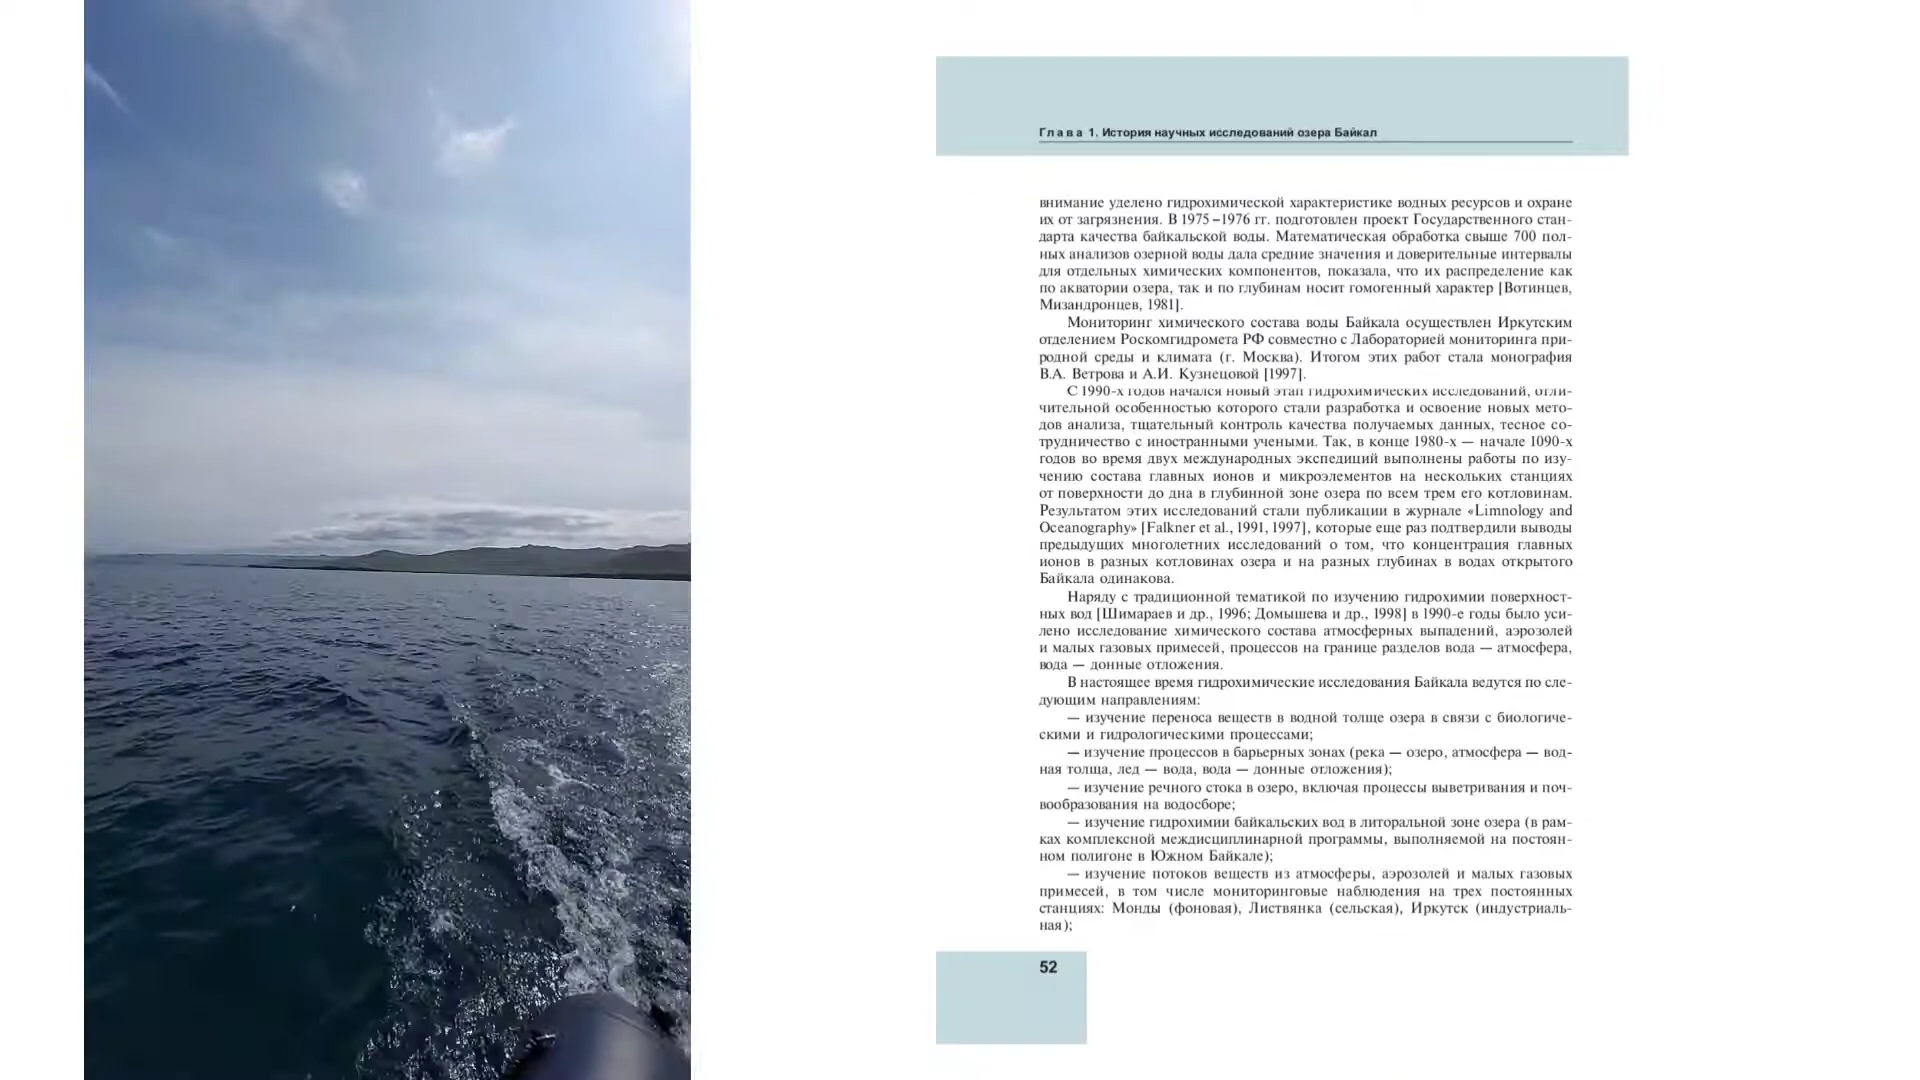 Глава 1. История научных исследований озера Байкал
внимание уделено гидрохимической характеристике водных ресурсов и охране
их от загрязнения. В 1975–1976 гг. подготовлен проект Государственного стан-
дарта качества байкальской воды. Математическая обработка свыше 700 пол-
ных анализов озерной воды дала средние значения и доверительные интервалы
для отдельных химических компонентов, показала, что их распределение как
по акватории озера, так и по глубинам носит гомогенный характер [Вотинцев,
Мизандронцев, 1981].
Мониторинг химического состава воды Байкала осуществлен Иркутским
отделением Роскомгидромета РФ совместно с Лабораторией мониторинга при-
родной среды и климата (г. Москва). Итогом этих работ стала монография
В.А. Ветрова и А.И. Кузнецовой [1997].
С 1990-х годов начался новый этап гидрохимических исследований, отли-
чительной особенностью которого стали разработка и освоение новых мето-
дов анализа, тщательный контроль качества получаемых данных, тесное со-
трудничество с иностранными учеными. Так, в конце 1980-х — начале 1090-х
годов во время двух международных экспедиций выполнены работы по изу-
чению состава главных ионов и микроэлементов на нескольких станциях
от поверхности до дна в глубинной зоне озера по всем трем его котловинам.
Результатом этих исследований стали публикации в журнале «Limnology and
Oceanography» [Falkner et al., 1991, 1997], которые еще раз подтвердили выводы
предыдущих многолетних исследований о том, что концентрация главных
ионов в разных котловинах озера и на разных глубинах в водах открытого
Байкала одинакова.
Наряду с традиционной тематикой по изучению гидрохимии поверхност-
ных вод [Шимараев и др., 1996; Домышева и др., 1998] в 1990-е годы было уси-
лено исследование химического состава атмосферных выпадений, аэрозолей
и малых газовых примесей, процессов на границе разделов вода — атмосфера,
вода — донные отложения.
В настоящее время гидрохимические исследования Байкала ведутся по сле-
дующим направлениям:
— изучение переноса веществ в водной толще озера в связи с биологиче-
скими и гидрологическими процессами;
— изучение процессов в барьерных зонах (река — озеро, атмосфера — вод-
ная толща, лед — вода, вода — донные отложения);
— изучение речного стока в озеро, включая процессы выветривания и поч-
вообразования на водосборе;
— изучение гидрохимии байкальских вод в литоральной зоне озера (в рам-
ках комплексной междисциплинарной программы, выполняемой на постоян-
ном полигоне в Южном Байкале);
— изучение потоков веществ из атмосферы, аэрозолей и малых газовых
примесей, в том числе мониторинговые наблюдения на трех постоянных
станциях: Монды (фоновая), Листвянка (сельская), Иркутск (индустриаль-
ная);
52